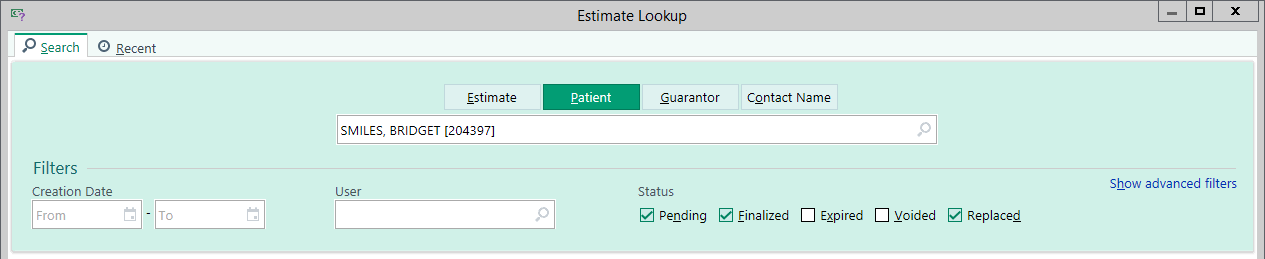 Estimate Lookup
Search Recent
Estimate Patient Guarantor Contact Name
SMILES, BRIDGET [204397]
Filters
Show advanced filters
Creation Date User Status
From - To Pending Finalized Expired Voided Replaced